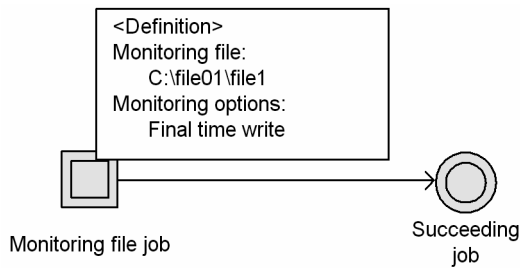 <Definition>
Monitoring file:
C:\file01\file1
Monitoring options:
Final time write
Monitoring file job
Succeeding
job